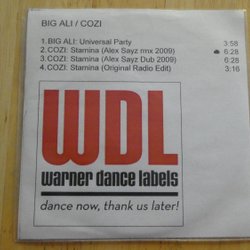 BIG ALI / COZI
1.BIG ALI: Universal Party 3:58
2.COZI: Stamina (Alex Sayz rmx 2009) 6:28
3.COZI: Stamina (Alex Sayz Dub 2009) 6:28
4.COZI: Stamina (Original Radio Edit) 3:16
WDL
warner dance labels
dance now, thank us later!